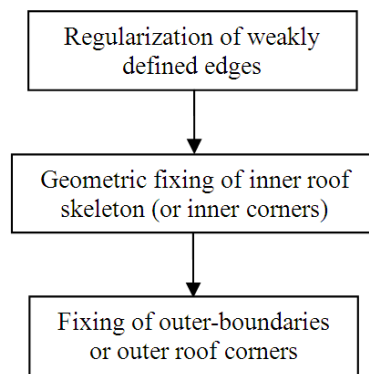 Regularization of weakly
defined edges
Geometric fixing of inner roof
skeleton (or inner corners)
Fixing of outer-boundaries
or outer roof corners